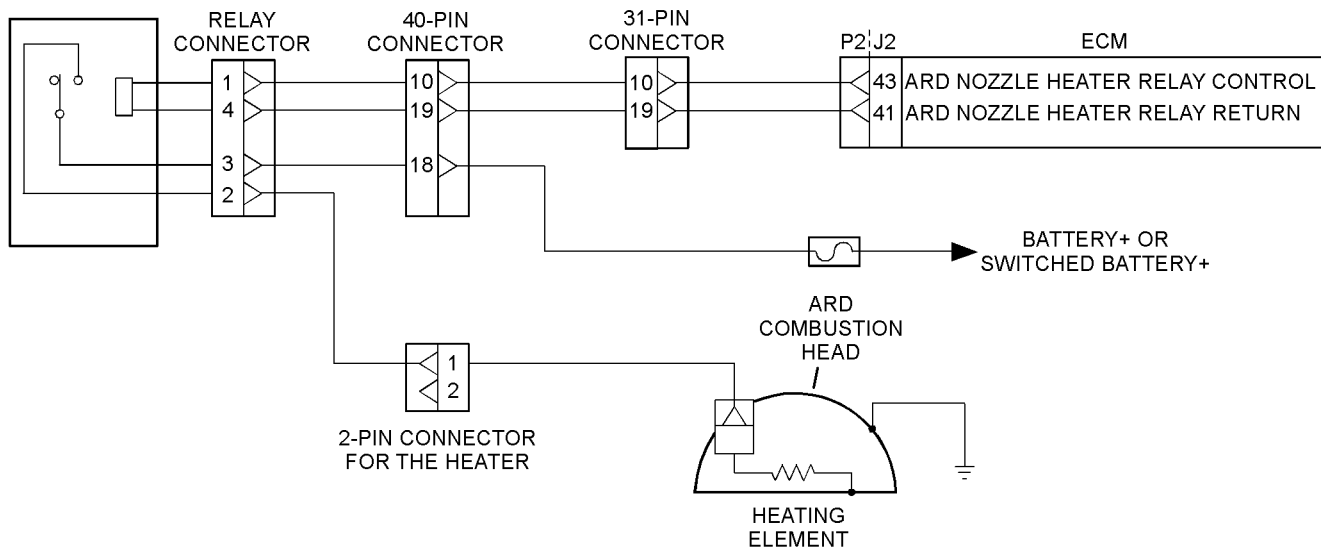 RELAY
CONNECTOR
40-PIN
CONNECTOR
31-PIN
CONNECTOR
P2 J2 ECM
1 10 10 43 ARD NOZZLE HEATER RELAY CONTROL
4 19 19 41 ARD NOZZLE HEATER RELAY RETURN
3 18
2
BATTERY+ OR
SWITCHED BATTERY+
ARD
COMBUSTION
HEAD
1
2
2-PIN CONNECTOR
FOR THE HEATER
HEATING
ELEMENT